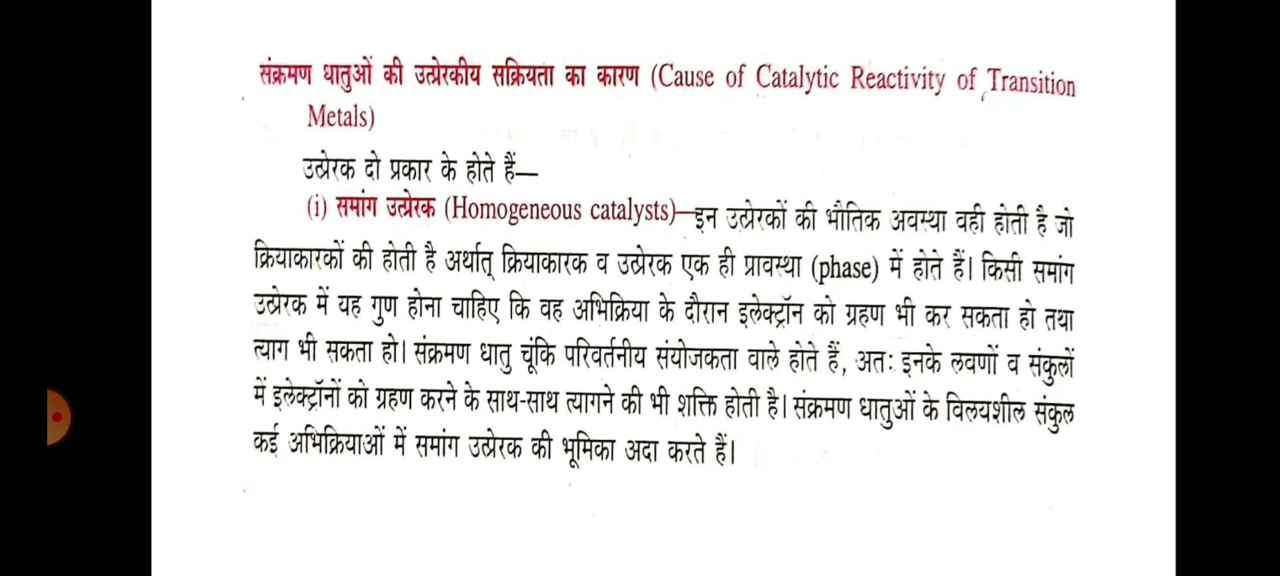 संक्रमण धातुओं की उत्प्रेरकीय सक्रियता का कारण (Cause of Catalytic Reactivity of Transition
Metals)
उत्प्रेरक दो प्रकार के होते हैं—
(i) समांग उत्प्रेरक (Homogeneous catalysts)—इन उत्प्रेरकों की भौतिक अवस्था वही होती है जो
क्रियाकारकों की होती है अर्थात् क्रियाकारक व उत्प्रेरक एक ही प्रावस्था (phase) में होते हैं। किसी समांग
उत्प्रेरक में यह गुण होना चाहिए कि वह अभिक्रिया के दौरान इलेक्ट्रॉन को ग्रहण भी कर सकता हो तथा
त्याग भी सकता हो। संक्रमण धातु चूंकि परिवर्तनीय संयोजकता वाले होते हैं, अतः इनके लवणों व संकुलों
में इलेक्ट्रॉनों को ग्रहण करने के साथ-साथ त्यागने की भी शक्ति होती है। संक्रमण धातुओं के विलयशील संकुल
कई अभिक्रियाओं में समांग उत्प्रेरक की भूमिका अदा करते हैं।